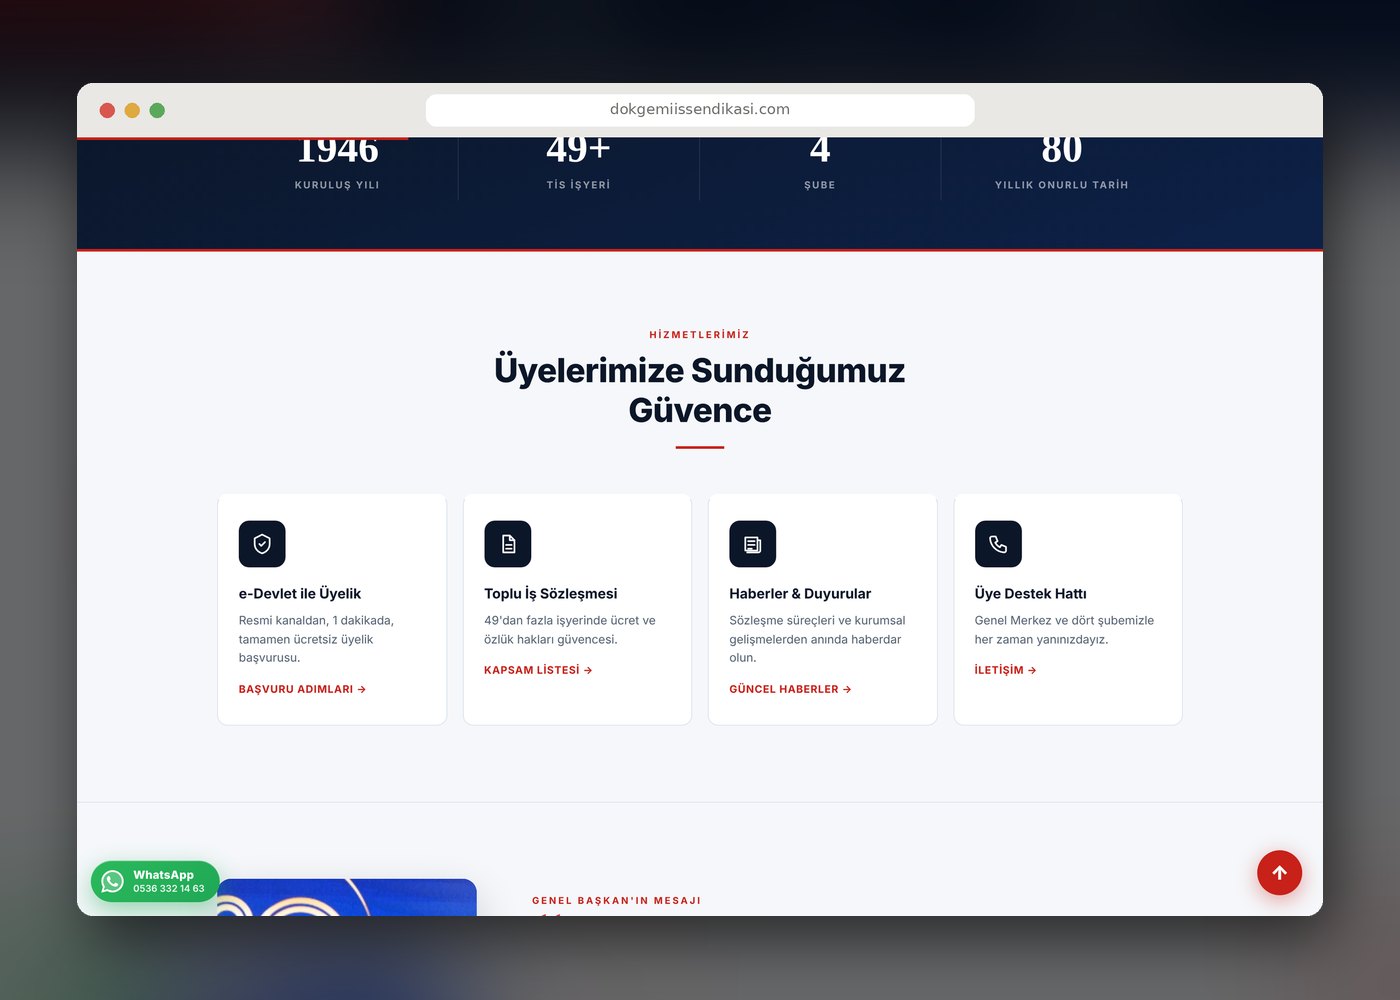 dokgemiissendikasi.com
1946
49+
4
80
KURULUŞ YILI
TİS İŞYERİ
ŞUBE
YILLIK ONURLU TARİH
HİZMETLERİMİZ
Üyelerimize Sunduğumuz
Güvence
e-Devlet ile Üyelik
Resmi kanaldan, 1 dakikada,
tamamen ücretsiz üyelik
başvurusu.
BAŞVURU ADIMLARI →
Toplu İş Sözleşmesi
49'dan fazla işyerinde ücret ve
özlük hakları güvencesi.
KAPSAM LİSTESİ →
Haberler & Duyurular
Sözleşme süreçleri ve kurumsal
gelişmelerden anında haberdar
olun.
GÜNCEL HABERLER →
Üye Destek Hattı
Genel Merkez ve dört şubemizle
her zaman yanınızdayız.
İLETİŞİM →
WhatsApp
0536 332 14 63
GENEL BAŞKAN'IN MESAJI